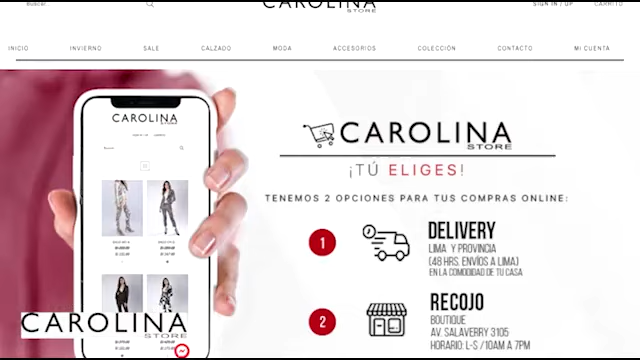 Buscar...
CAROLINA
STORE
SIGN IN / UP
CARRITO
INICIO
INVIERNO
SALE
CALZADO
MODA
ACCESORIOS
COLECCIÓN
CONTACTO
MI CUENTA
CAROLINA
STORE
CAROLINA
STORE
¡TÚ ELIGES!
TENEMOS 2 OPCIONES PARA TUS COMPRAS ONLINE:
1
DELIVERY
LIMA Y PROVINCIA
(48 HRS. ENVÍOS A LIMA)
EN LA COMODIDAD DE TU CASA
2
RECOJO
BOUTIQUE
AV. SALAVERRY 3105
HORARIO: L-S /10AM A 7PM
CAROLINA
STORE